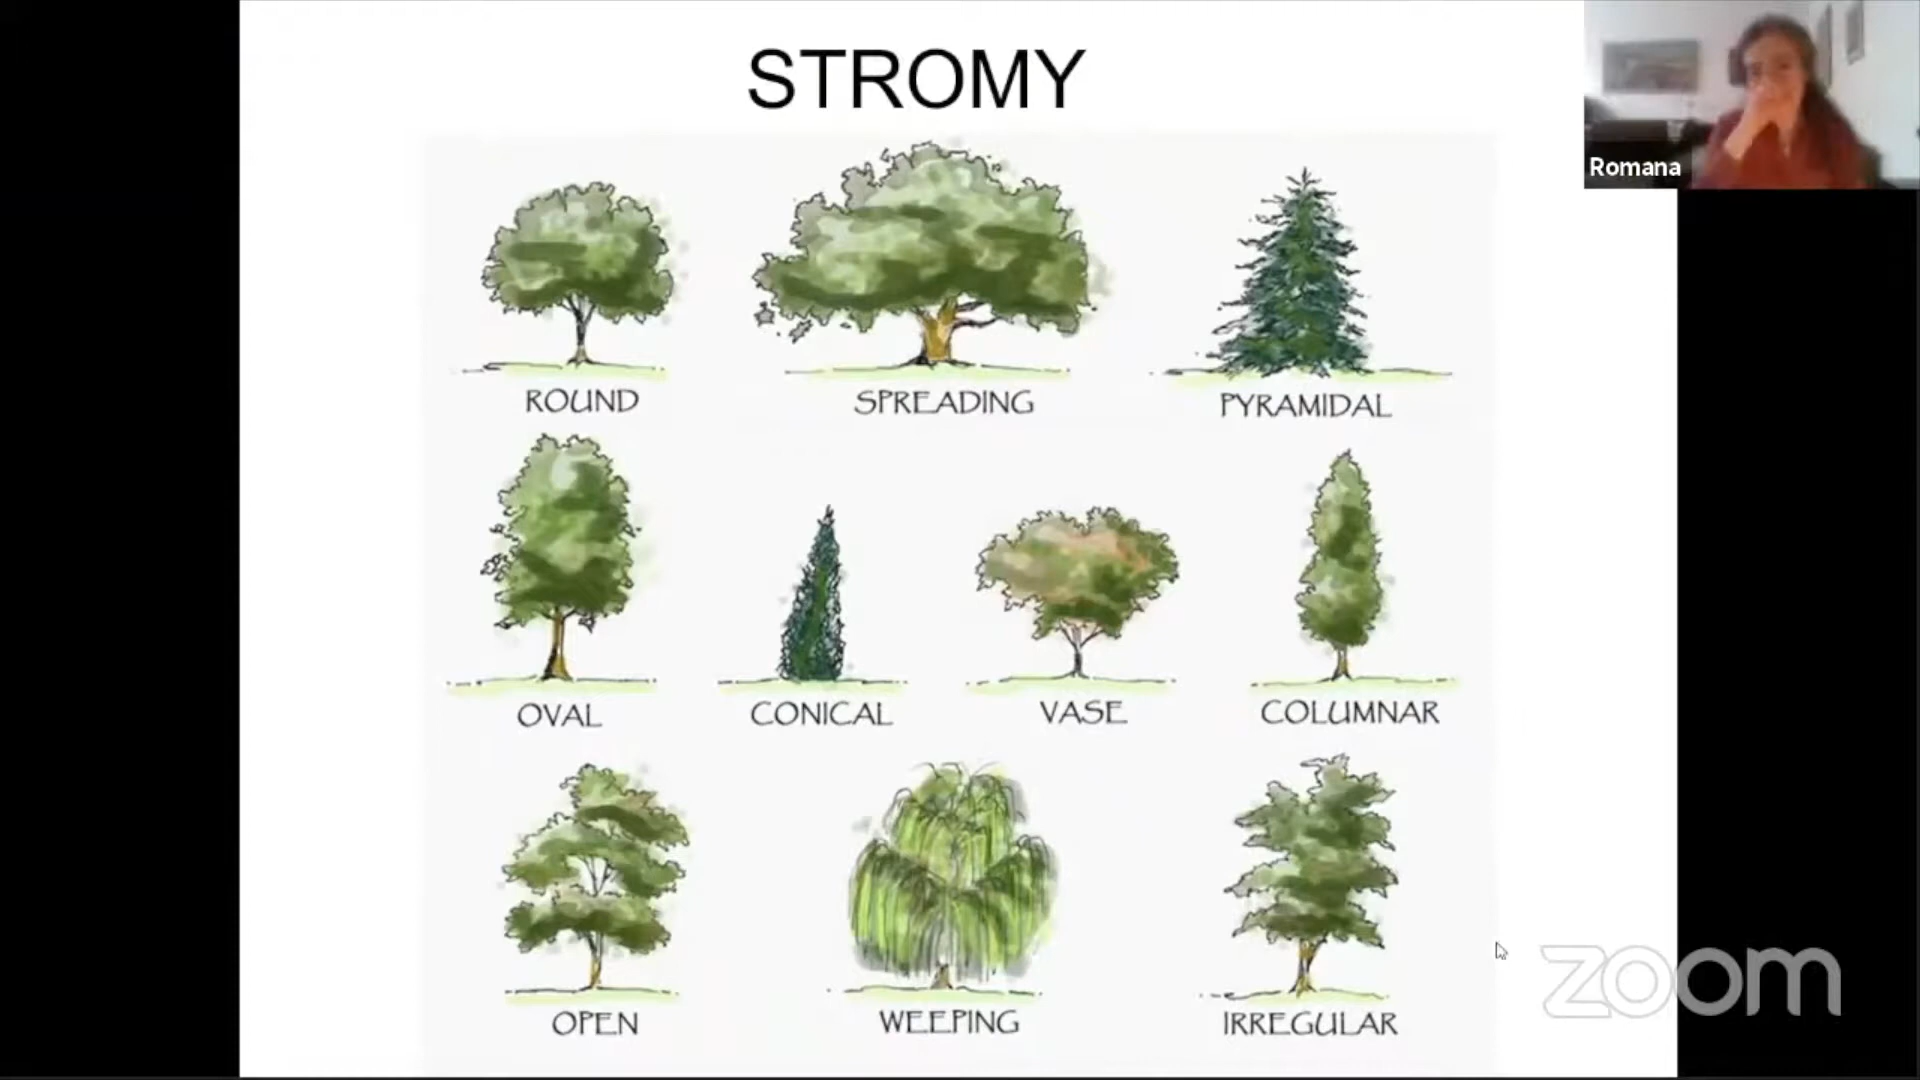 STROMY
Romana
ROUND
SPREADING
PYRAMIDAL
OVAL
CONICAL
VASE
COLUMNAR
OPEN
WEEPING
IRREGULAR
zoom